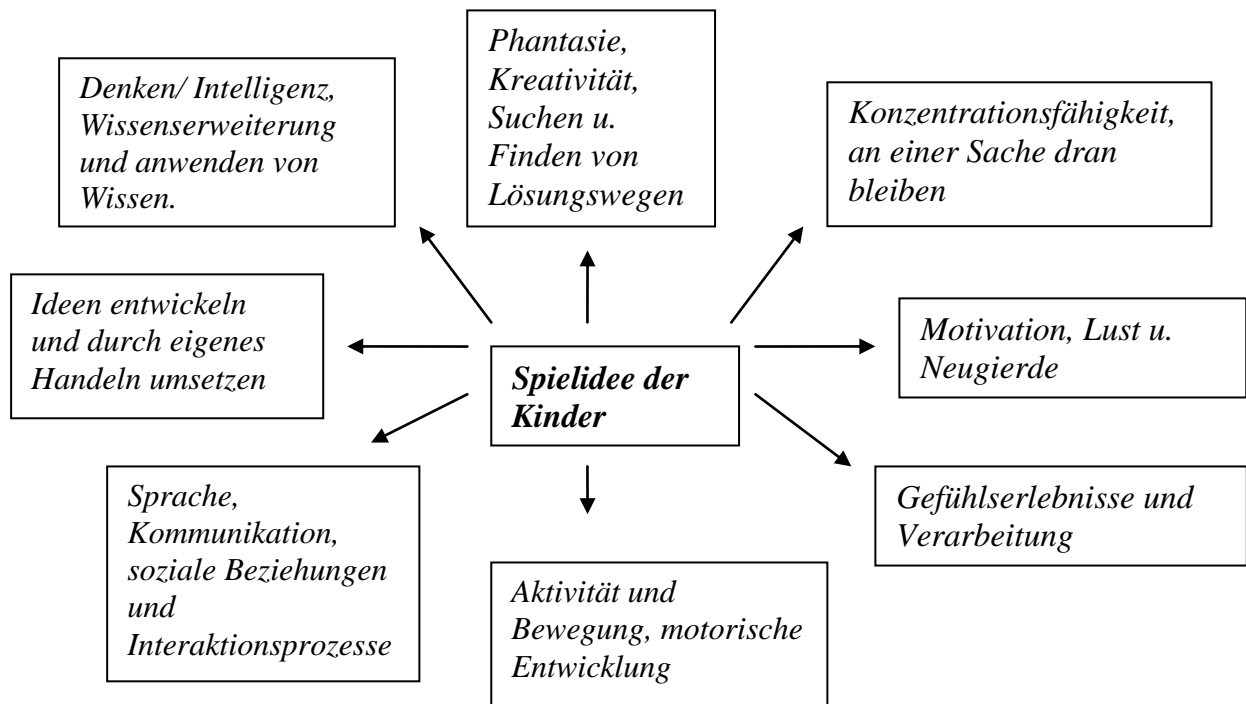 Phantasie,
Kreativität,
Suchen u.
Finden von
Lösungswegen
Denken/ Intelligenz,
Wissenserweiterung
und anwenden von
Wissen.
Konzentrationsfähigkeit,
an einer Sache dran
bleiben
Ideen entwickeln
und durch eigenes
Handeln umsetzen
Motivation, Lust u.
Neugierde
Spielidee der
Kinder
Sprache,
Kommunikation,
soziale Beziehungen
und
Interaktionsprozesse
Gefühlserlebnisse und
Verarbeitung
Aktivität und
Bewegung, motorische
Entwicklung